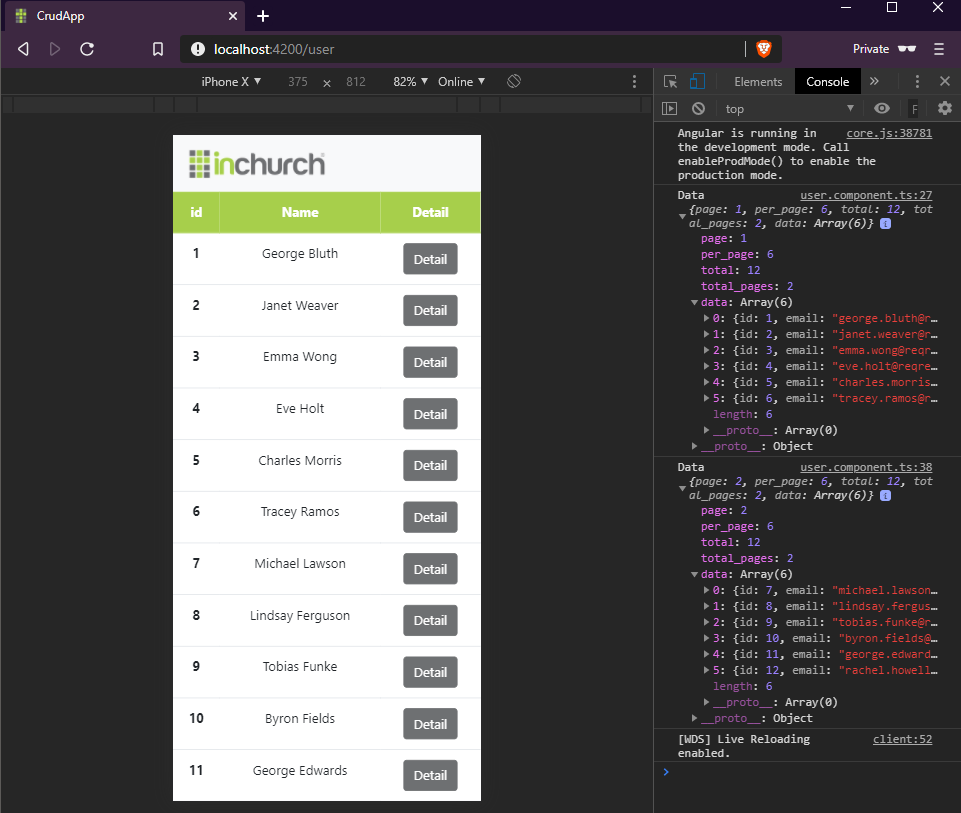 CrudApp
localhost:4200/user
Private
iPhone X 375 x 812 82% Online
Elements Console
top
F
inchurch
id Name Detail
1 George Bluth Detail
2 Janet Weaver Detail
3 Emma Wong Detail
4 Eve Holt Detail
5 Charles Morris Detail
6 Tracey Ramos Detail
7 Michael Lawson Detail
8 Lindsay Ferguson Detail
9 Tobias Funke Detail
10 Byron Fields Detail
11 George Edwards Detail
Angular is running in core.js:38781
the development mode. Call
enableProdMode() to enable the
production mode.
Data user.component.ts:27
{page: 1, per_page: 6, total: 12, tot
al_pages: 2, data: Array(6)} i
page: 1
per_page: 6
total: 12
total_pages: 2
data: Array(6)
0: {id: 1, email: "george.bluth@r…
1: {id: 2, email: "janet.weaver@r…
2: {id: 3, email: "emma.wong@reqr…
3: {id: 4, email: "eve.holt@reqre…
4: {id: 5, email: "charles.morris…
5: {id: 6, email: "tracey.ramos@r…
length: 6
__proto__: Array(0)
__proto__: Object
Data user.component.ts:38
{page: 2, per_page: 6, total: 12, tot
al_pages: 2, data: Array(6)} i
page: 2
per_page: 6
total: 12
total_pages: 2
data: Array(6)
0: {id: 7, email: "michael.lawson…
1: {id: 8, email: "lindsay.fergus…
2: {id: 9, email: "tobias.funke@r…
3: {id: 10, email: "byron.fields@…
4: {id: 11, email: "george.edward…
5: {id: 12, email: "rachel.howell…
length: 6
__proto__: Array(0)
__proto__: Object
[WDS] Live Reloading client:52
enabled.